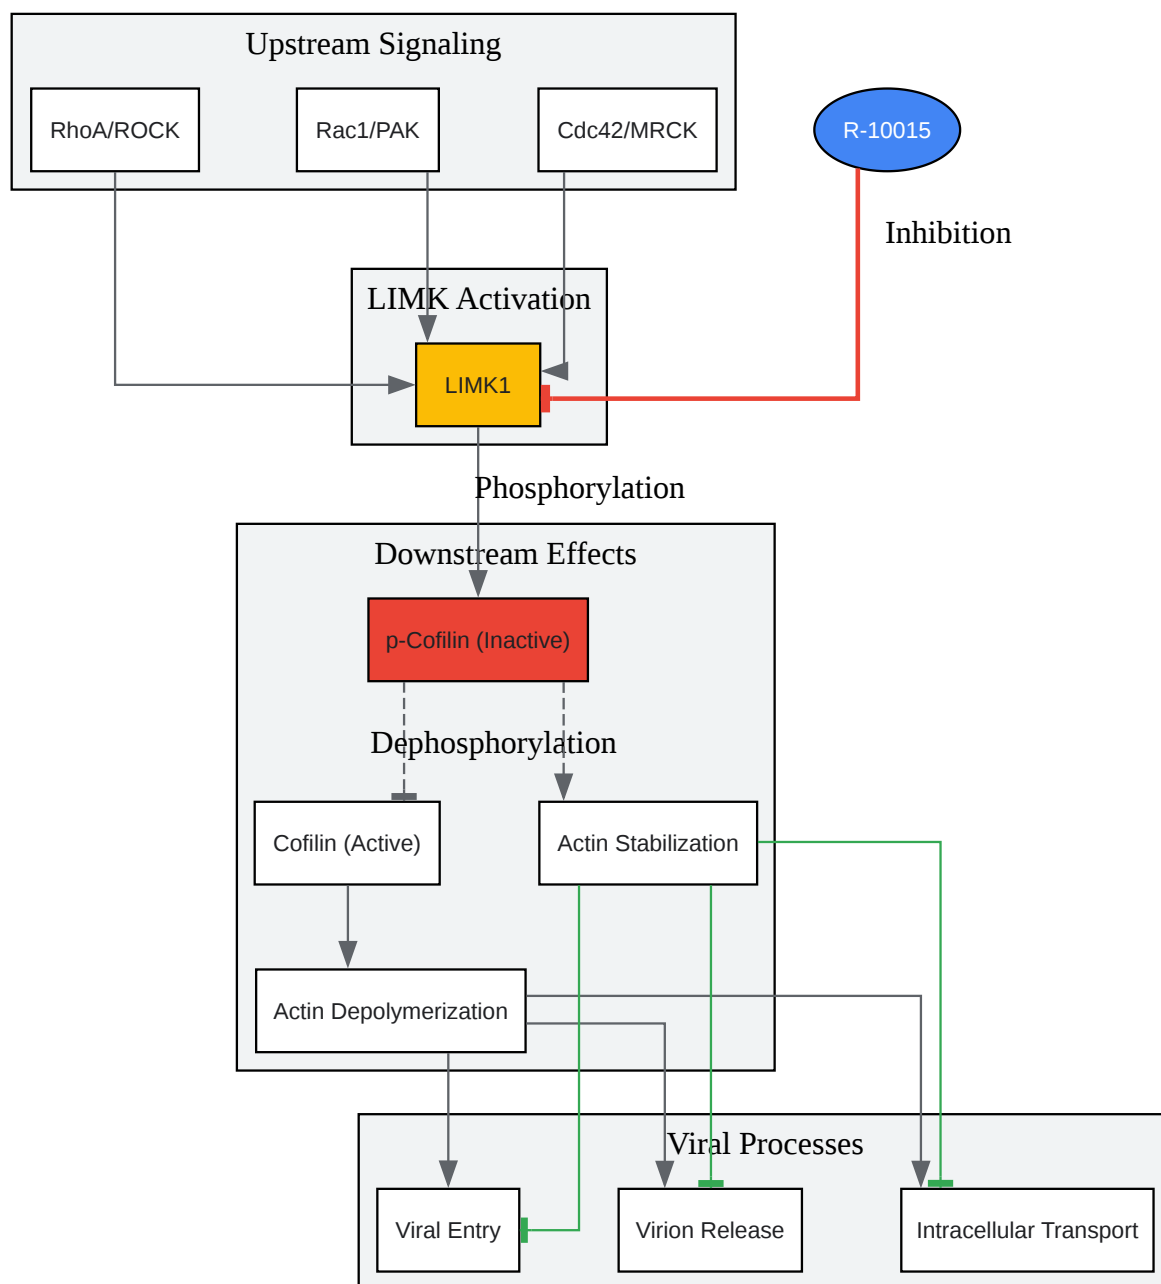 Upstream Signaling
RhoA/ROCK
Rac1/PAK
Cdc42/MRCK
R-10015
Inhibition
LIMK Activation
LIMK1
Phosphorylation
Downstream Effects
p-Cofilin (Inactive)
Dephosphorylation
Cofilin (Active)
Actin Stabilization
Actin Depolymerization
Viral Processes
Viral Entry
Virion Release
Intracellular Transport